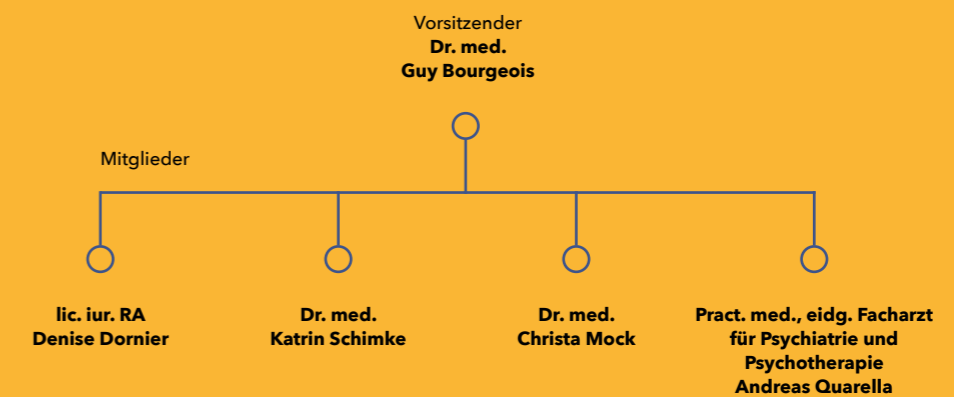 Vorsitzender
Dr. med.
Guy Bourgeois
Mitglieder
lic. iur. RA
Denise Dornier
Dr. med.
Katrin Schimke
Dr. med.
Christa Mock
Pract. med., eidg. Facharzt
für Psychiatrie und
Psychotherapie
Andreas Quarella